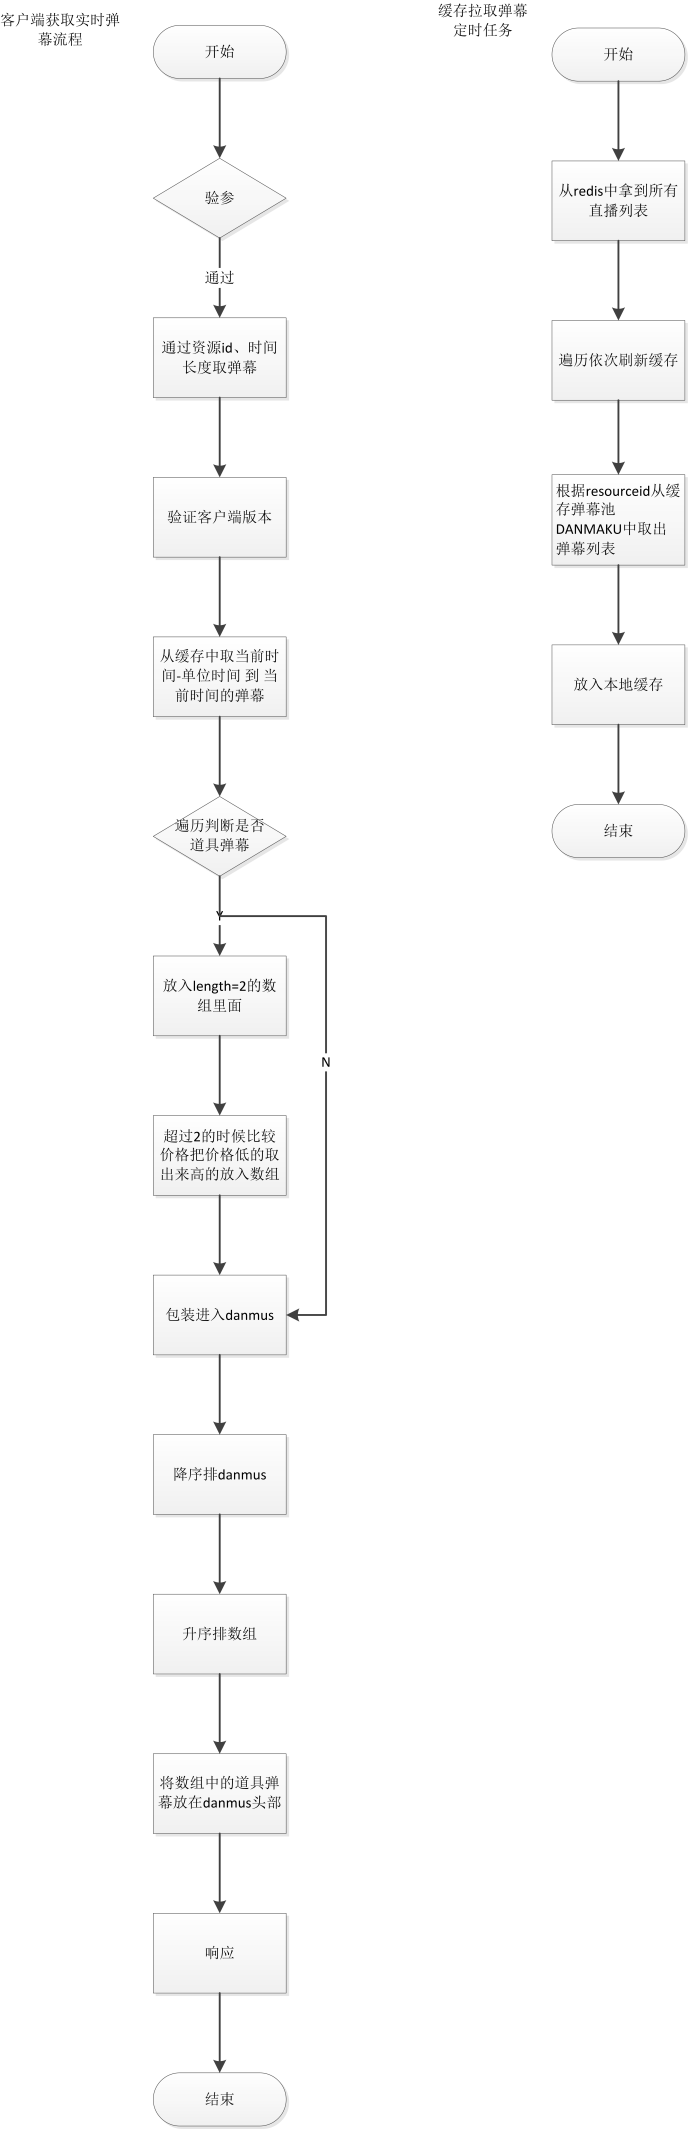 客户端获取实时弹
幕流程
开始
验参
通过
通过资源id、时间
长度取弹幕
验证客户端版本
从缓存中取当前时
间-单位时间 到 当
前时间的弹幕
遍历判断是否
道具弹幕
Y
放入length=2的数
组里面
N
超过2的时候比较
价格把价格低的取
出来高的放入数组
包装进入danmus
降序排danmus
升序排数组
将数组中的道具弹
幕放在danmus头部
响应
结束
缓存拉取弹幕
定时任务
开始
从redis中拿到所有
直播列表
遍历依次刷新缓存
根据resourceid从缓
存弹幕池
DANMAKU中取出
弹幕列表
放入本地缓存
结束